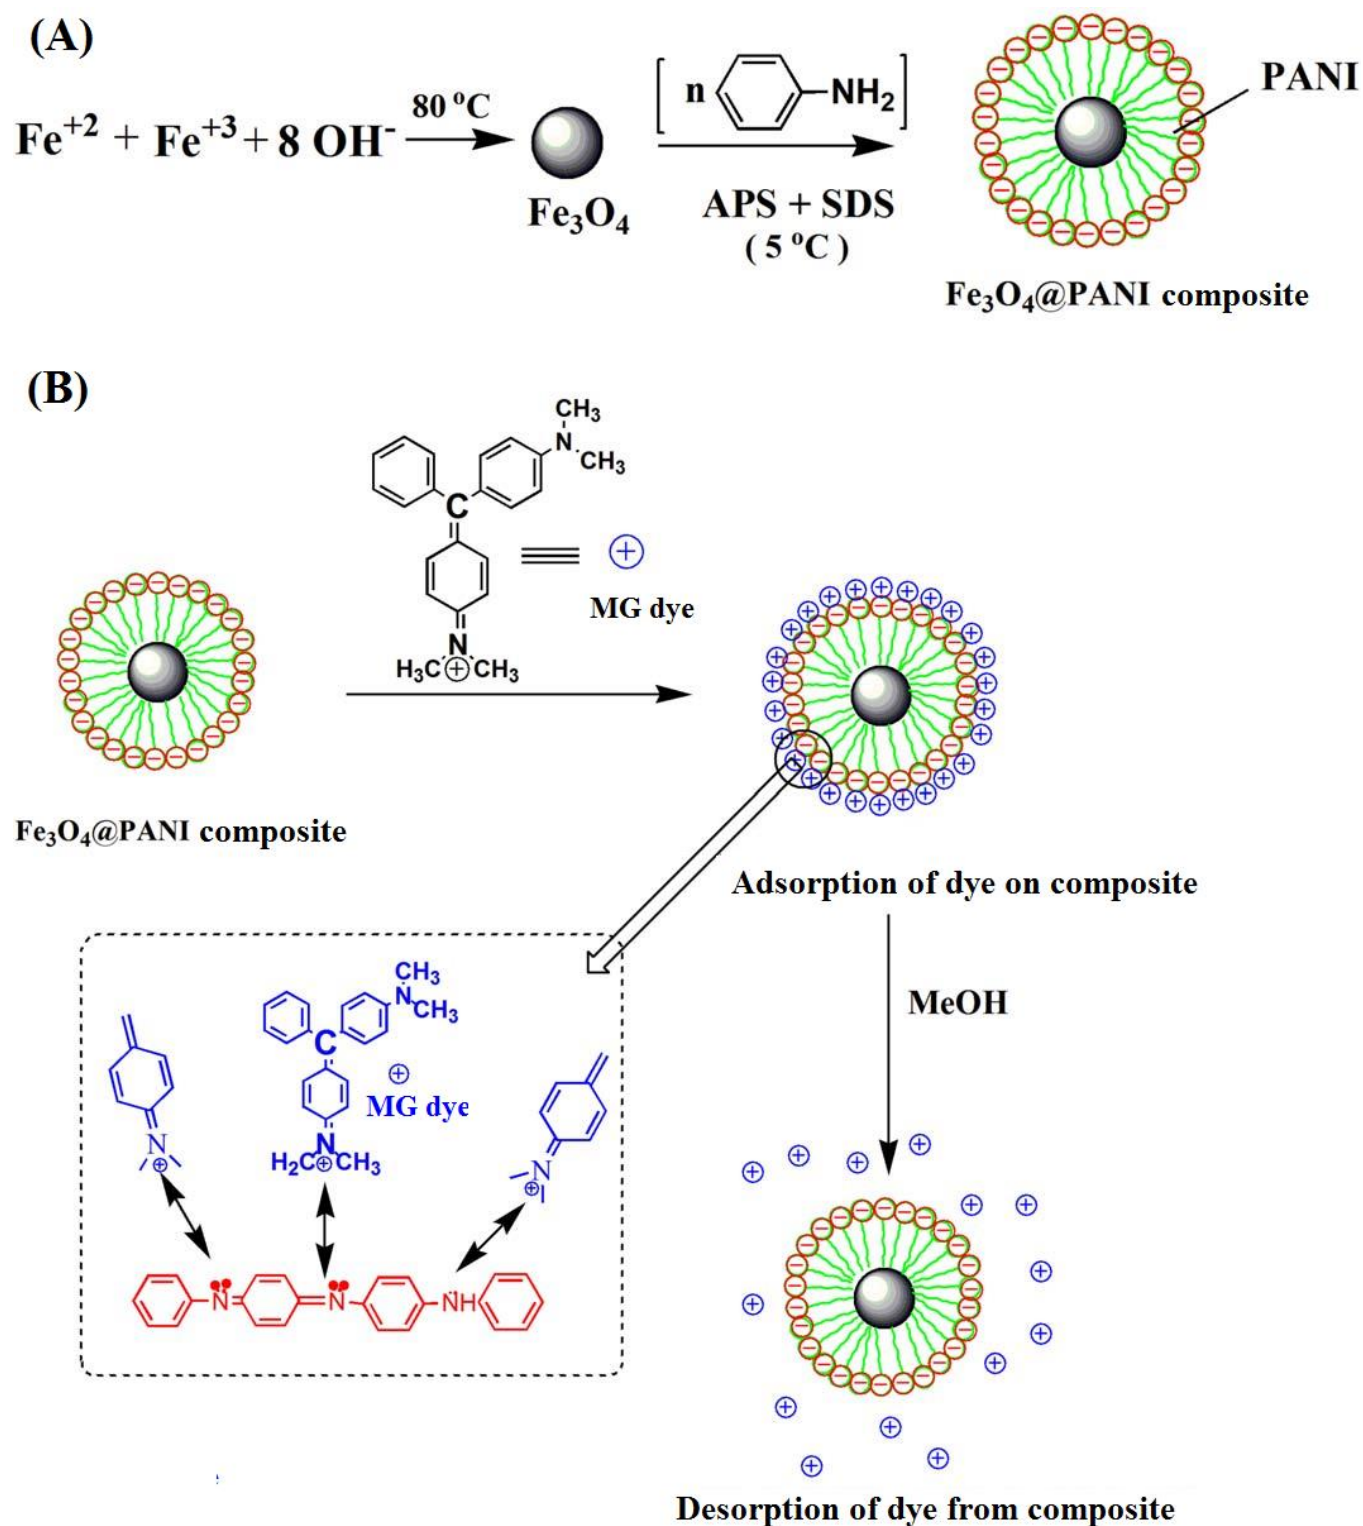 (A)
Fe+2 + Fe+3 + 8 OH-
80 oC
Fe3O4
[ n NH2 ]
APS + SDS
( 5 oC )
PANI
Fe3O4@PANI composite
(B)
CH3
N
CH3
C
N
H3C + CH3
+
MG dye
Fe3O4@PANI composite
Adsorption of dye on composite
MeOH
CH3
N
CH3
C
+
MG dye
N
H2C + CH3
N
+
N
+
N
N
NH
Desorption of dye from composite